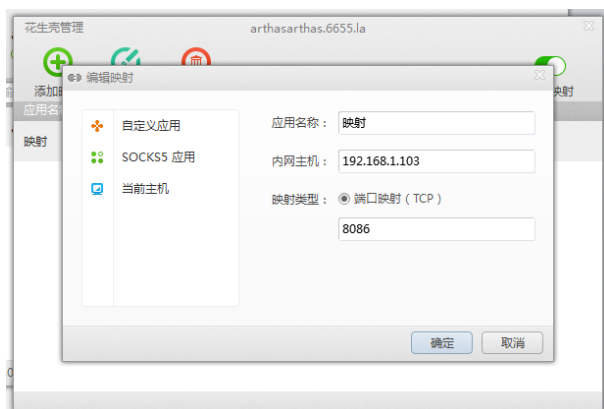 花生壳管理
arthasarthas.6655.la
编辑映射
添加
映射
应用名
映射
自定义应用
SOCKS5 应用
当前主机
应用名称：
映射
内网主机：
192.168.1.103
映射类型：
端口映射（TCP）
8086
确定
取消